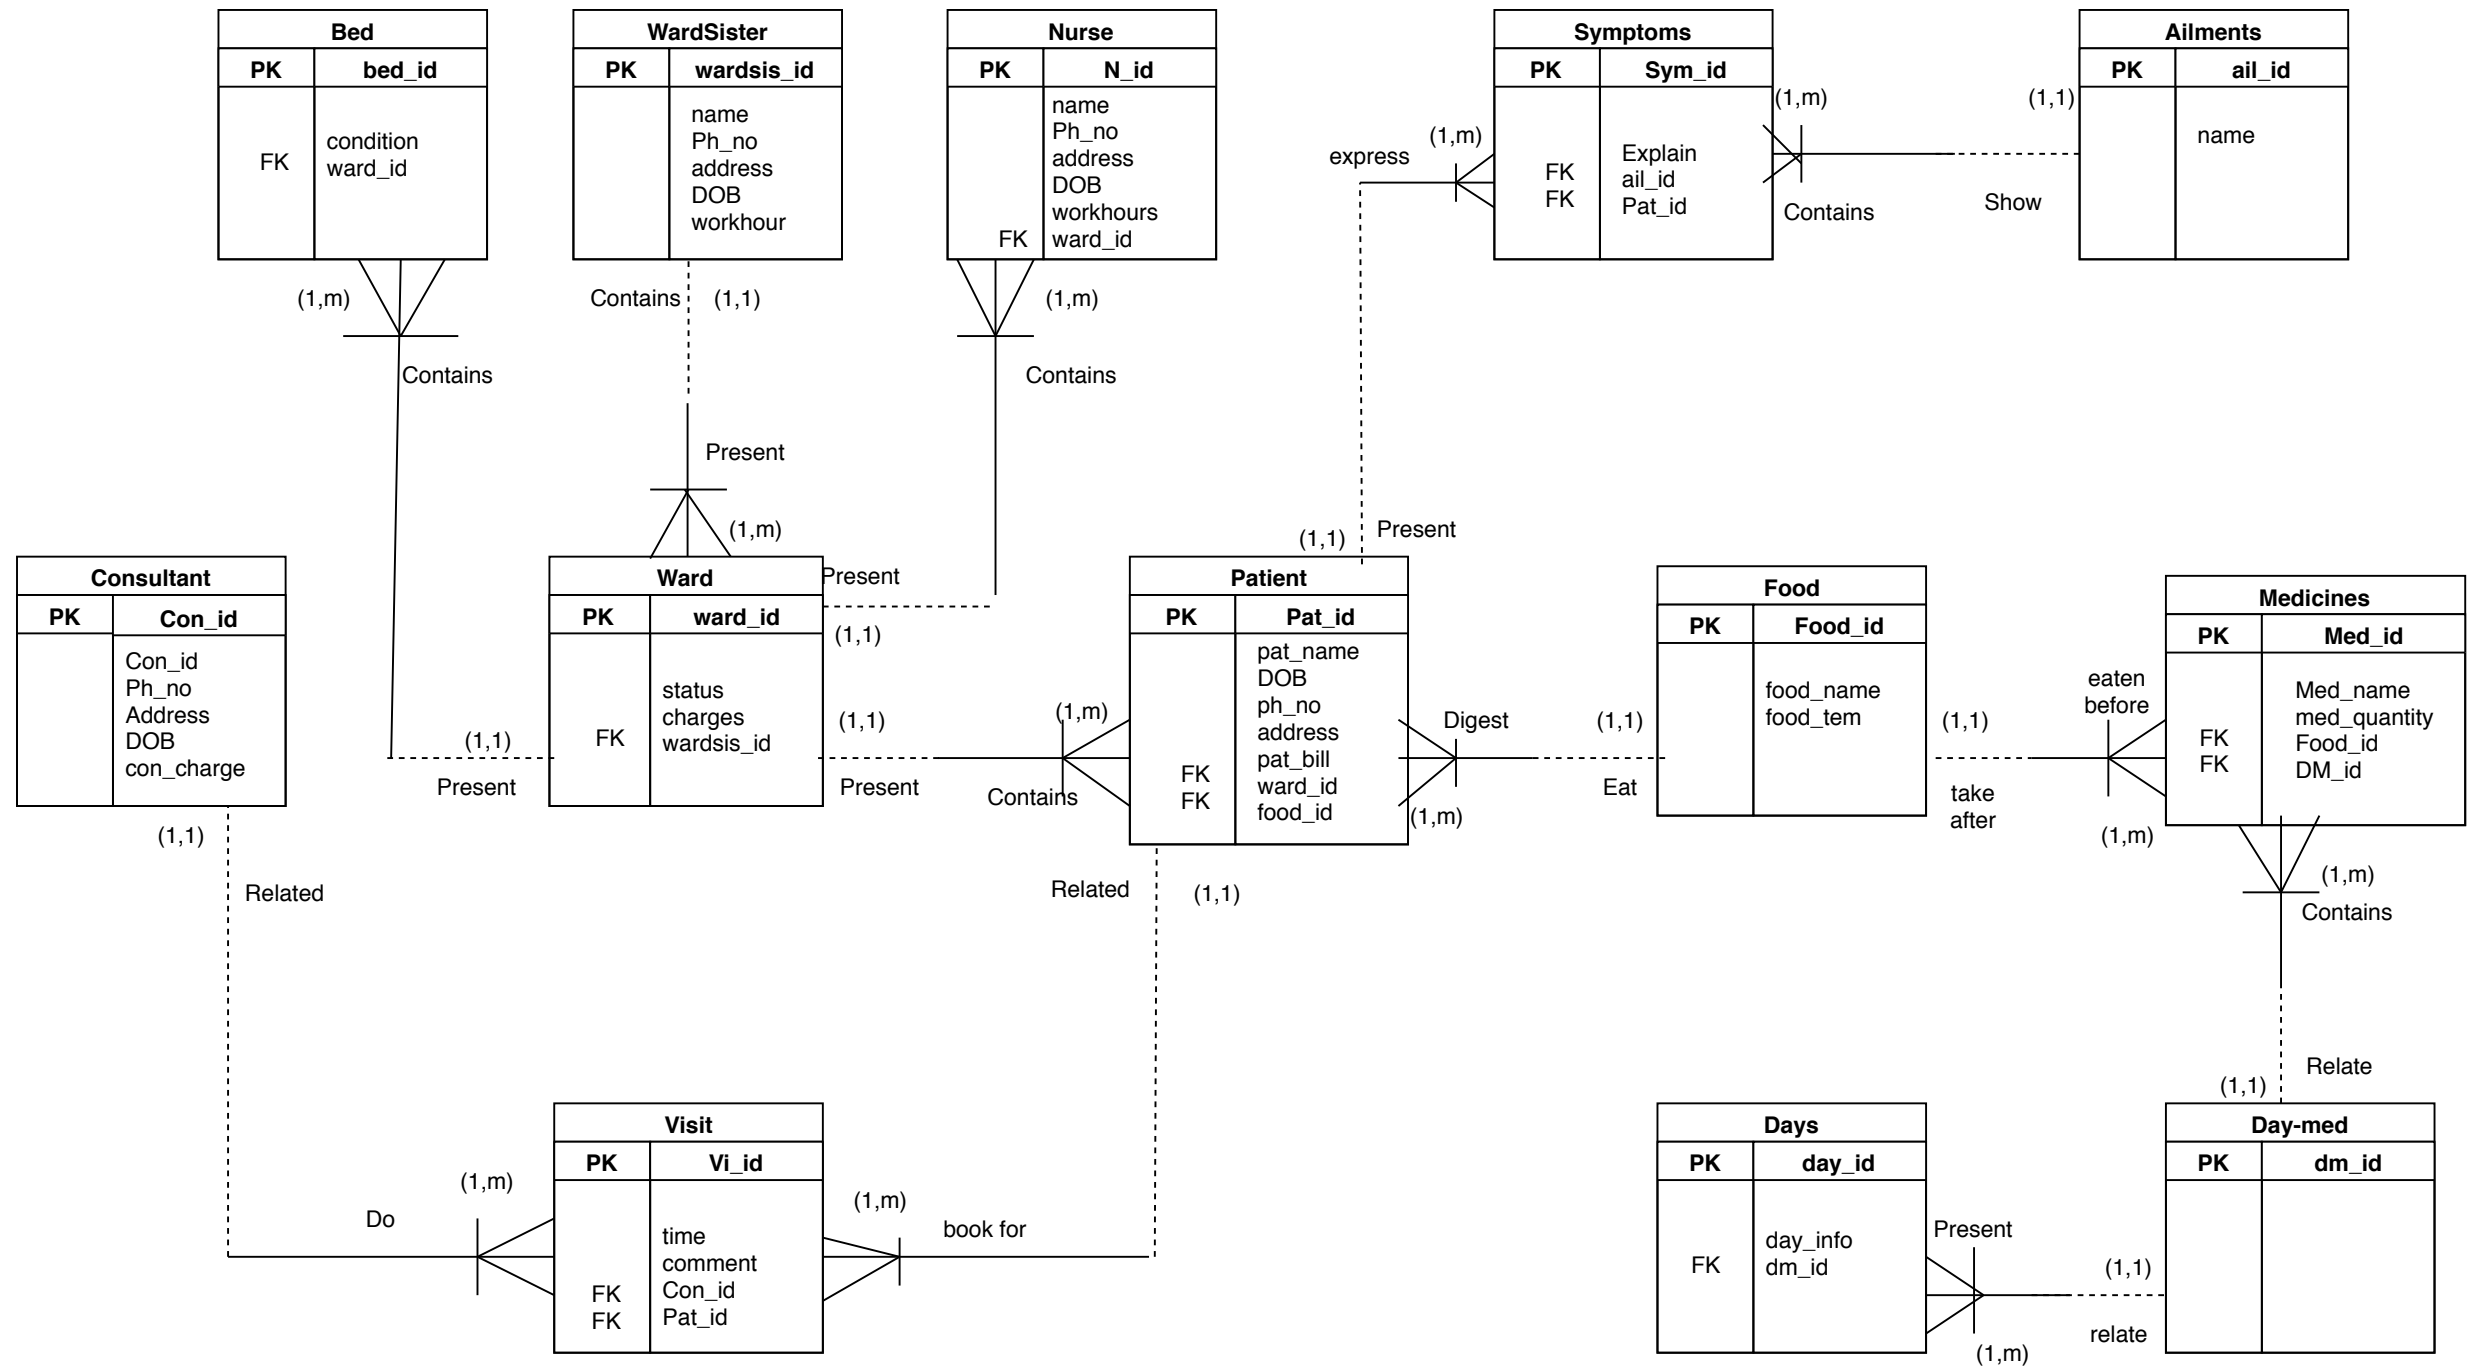 Bed
PK bed_id
condition
FK ward_id
(1,m)
Contains
WardSister
PK wardsis_id
name
Ph_no
address
DOB
workhour
Contains (1,1)
Present
(1,m)
Nurse
PK N_id
name
Ph_no
address
DOB
workhours
FK ward_id
(1,m)
Contains
Symptoms
PK Sym_id
Explain
FK ail_id
FK Pat_id
(1,m)
express
(1,m)
Contains
(1,1)
Show
Ailments
PK ail_id
name
Consultant
PK Con_id
Con_id
Ph_no
Address
DOB
con_charge
(1,1)
Related
(1,1)
Present
Ward
PK ward_id
status
charges
FK wardsis_id
Present
(1,1)
(1,1)
Present
(1,m)
Contains
(1,1)
Present
Patient
PK Pat_id
pat_name
DOB
ph_no
address
pat_bill
FK ward_id
FK food_id
Digest
(1,m)
(1,1)
Eat
Related
(1,1)
Food
PK Food_id
food_name
food_tem
(1,1)
take
after
eaten
before
(1,m)
Medicines
PK Med_id
Med_name
med_quantity
FK Food_id
FK DM_id
(1,m)
Contains
Relate
(1,1)
Visit
PK Vi_id
time
comment
FK Con_id
FK Pat_id
(1,m)
Do
(1,m)
book for
Days
PK day_id
day_info
FK dm_id
Present
(1,m)
(1,1)
relate
Day-med
PK dm_id